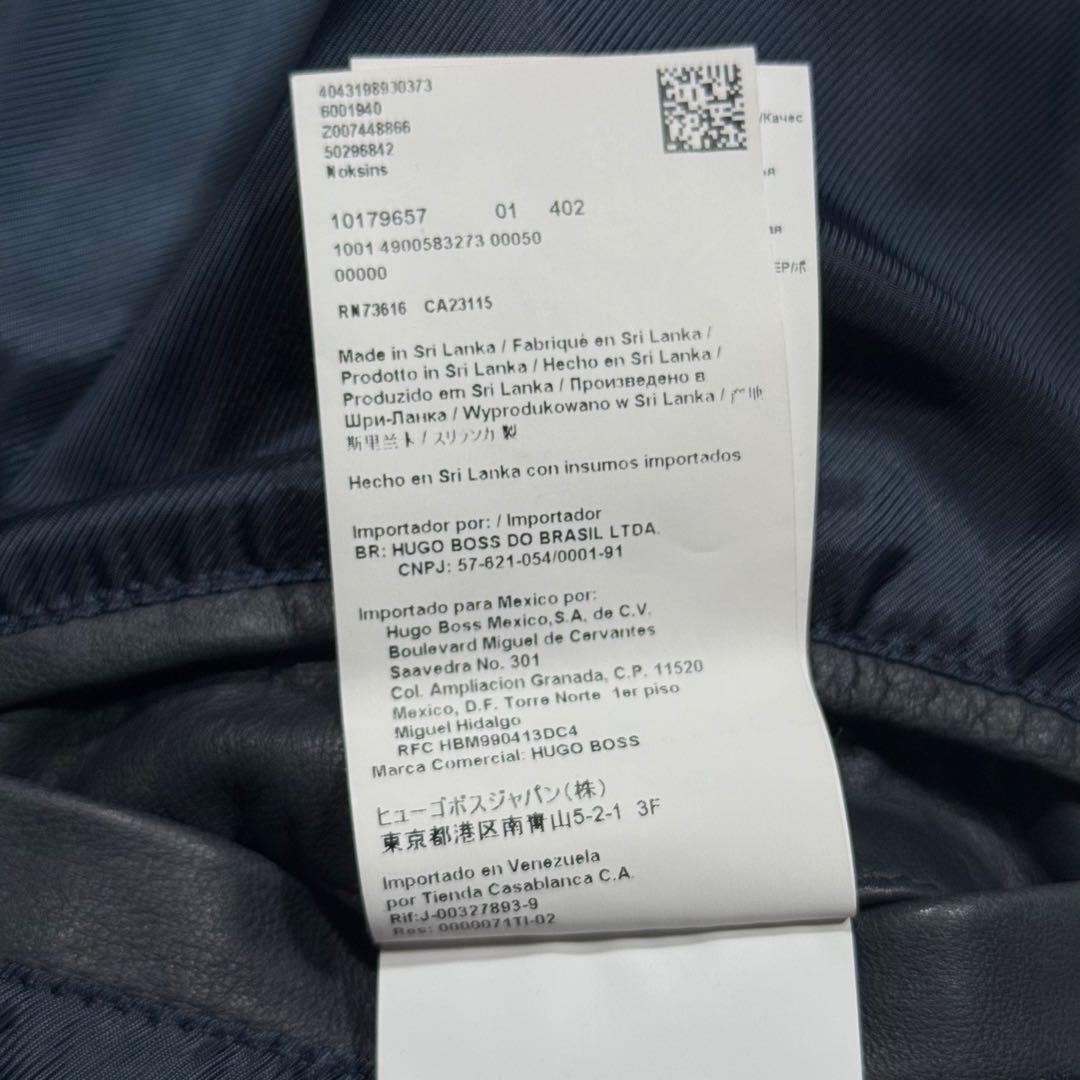 4043198930373
6001940
Z007448866
50296842
Noksins
10179657 01 402
1001 4900583273 00050
00000
RN73616 CA23115
Made in Sri Lanka / Fabriqué en Sri Lanka /
Prodotto in Sri Lanka / Hecho en Sri Lanka /
Produzido em Sri Lanka / Произведено в
Шри-Ланка / Wyprodukowano w Sri Lanka / 产地
斯里兰卡 / スリランカ 製
Hecho en Sri Lanka con insumos importados
Importador por: / Importador
BR: HUGO BOSS DO BRASIL LTDA.
CNPJ: 57-621-054/0001-91
Importado para Mexico por:
Hugo Boss Mexico,S.A. de C.V.
Boulevard Miguel de Cervantes
Saavedra No. 301
Col. Ampliacion Granada, C.P. 11520
Mexico, D.F. Torre Norte 1er piso
Miguel Hidalgo
RFC HBM990413DC4
Marca Comercial: HUGO BOSS
ヒューゴボスジャパン(株)
東京都港区南青山5-2-1 3F
Importado en Venezuela
por Tienda Casablanca C.A.
Rif:J-00327893-9
Res: 0000071TI-02
/Качес